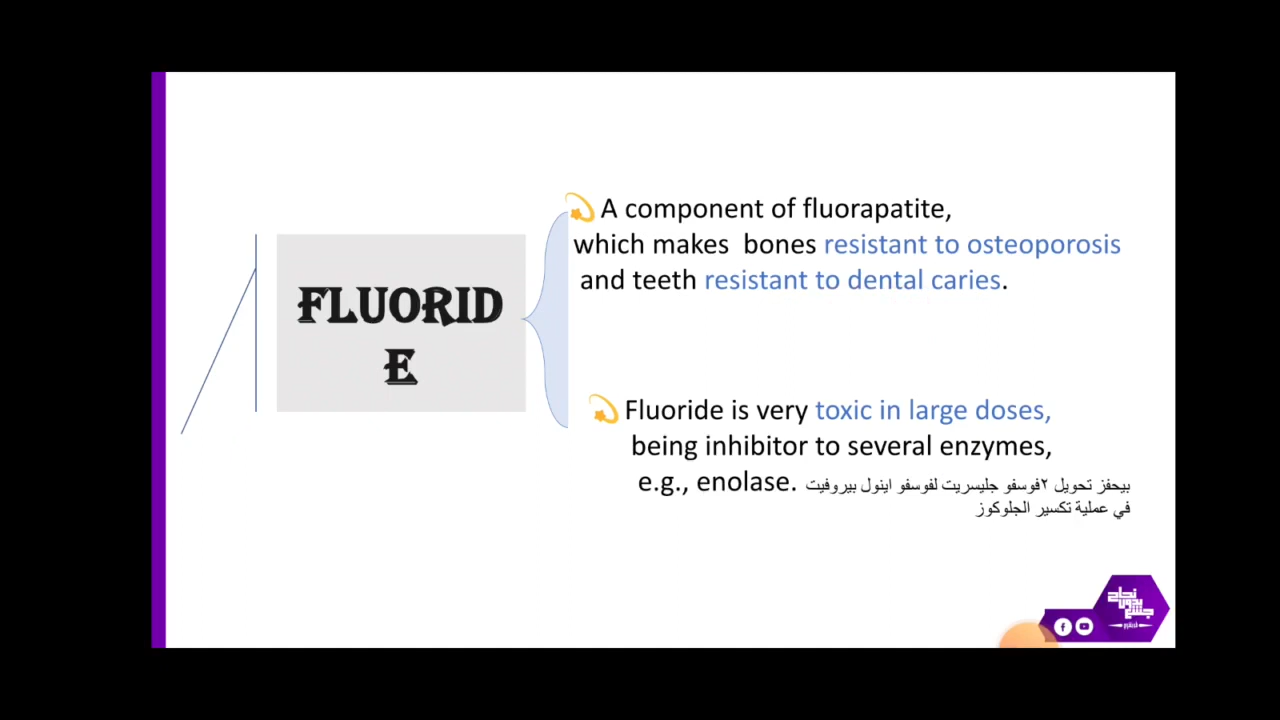 FLUORID
E
A component of fluorapatite,
which makes bones resistant to osteoporosis
and teeth resistant to dental caries.
Fluoride is very toxic in large doses,
being inhibitor to several enzymes,
e.g., enolase. بيحفز تحويل ٢فوسفو جليسريت لفوسفو اينول بيروفيت
في عملية تكسير الجلوكوز
نجاح
بدون